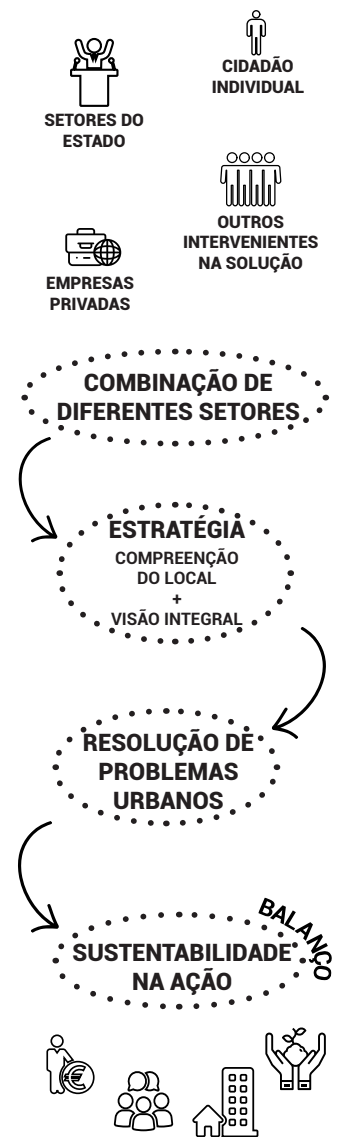 SETORES DO
ESTADO
CIDADÃO
INDIVIDUAL
OUTROS
INTERVENIENTES
NA SOLUÇÃO
EMPRESAS
PRIVADAS
COMBINAÇÃO DE
DIFERENTES SETORES
ESTRATÉGIA
COMPREENÇÃO
DO LOCAL
+
VISÃO INTEGRAL
RESOLUÇÃO DE
PROBLEMAS
URBANOS
BALANÇO
SUSTENTABILIDADE
NA AÇÃO
€